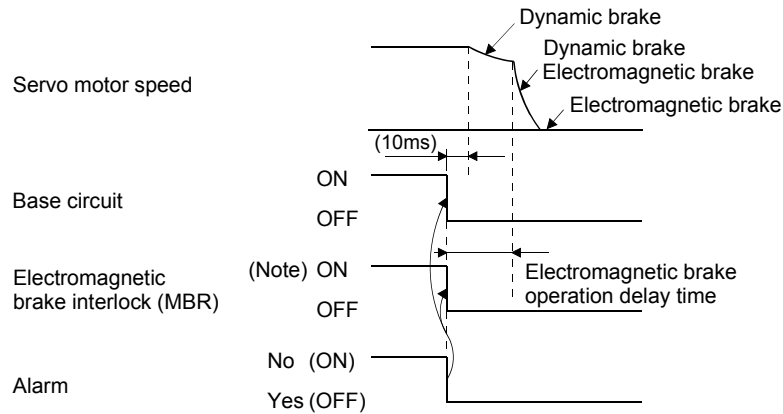 Dynamic brake
Dynamic brake
Electromagnetic brake
Servo motor speed
Electromagnetic brake
(10ms)
Base circuit
ON
OFF
Electromagnetic
brake interlock (MBR)
(Note) ON
OFF
Electromagnetic brake
operation delay time
Alarm
No (ON)
Yes (OFF)